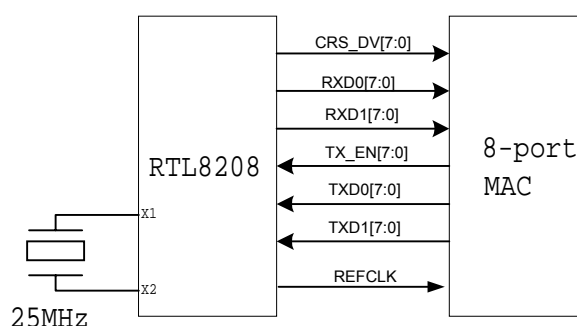 CRS_DV[7:0]
RXD0[7:0]
RXD1[7:0]
TX_EN[7:0]
RTL8208
8-port
MAC
TXD0[7:0]
X1
TXD1[7:0]
REFCLK
X2
25MHz